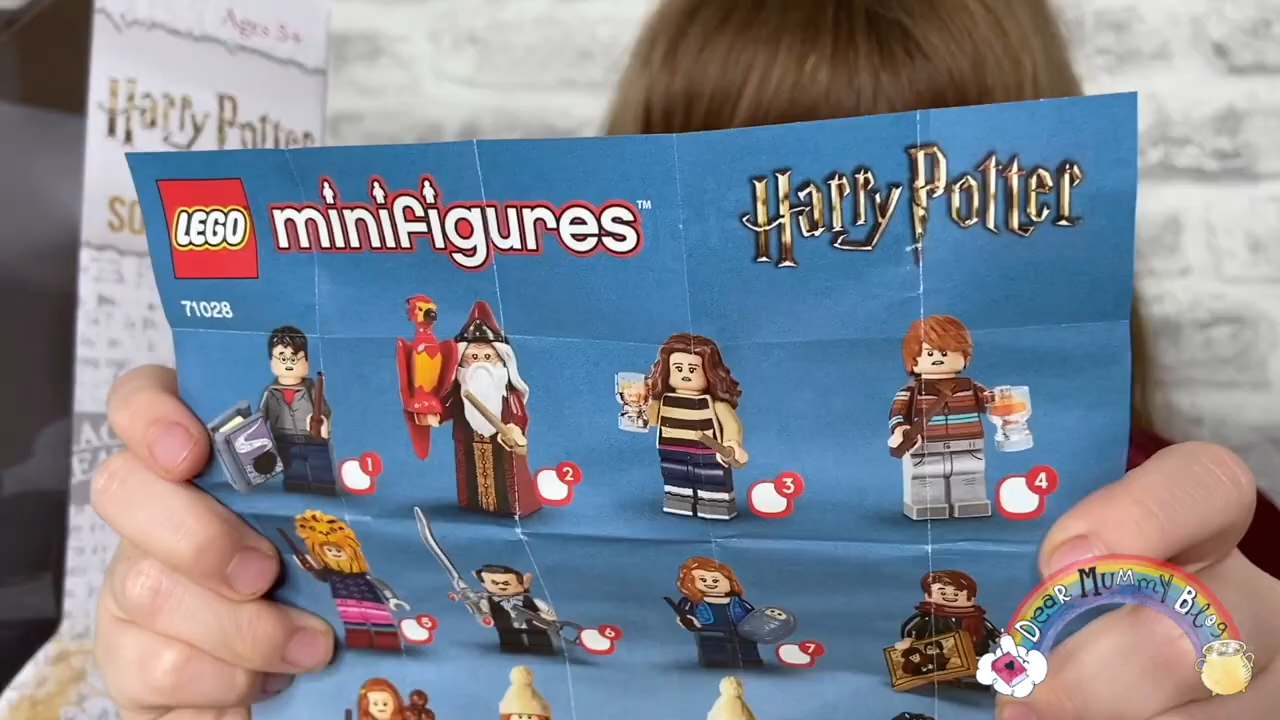 Ages 5+
Harry Potter
SO
LEGO minifigures™
Harry Potter
71028
1
2
3
4
5
6
7
Dear Mummy Blog